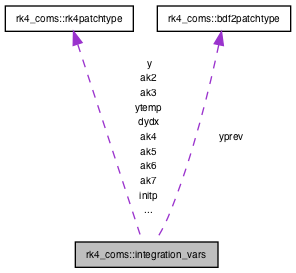 rk4_coms::rk4patchtype
rk4_coms::bdf2patchtype
y
ak2
ak3
ytemp
dydx
ak4
ak5
ak6
ak7
initp
...
yprev
rk4_coms::integration_vars